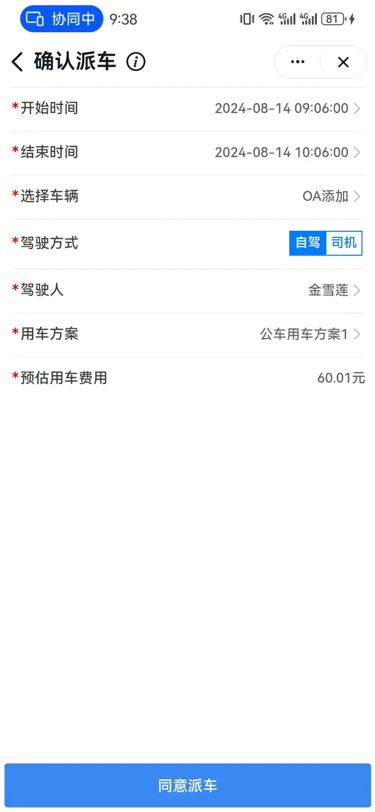 协同中 9:38 4G 4G 81
确认派车
*开始时间 2024-08-14 09:06:00
*结束时间 2024-08-14 10:06:00
*选择车辆 OA添加
*驾驶方式 自驾 司机
*驾驶人 金雪莲
*用车方案 公车用车方案1
*预估用车费用 60.01元
同意派车